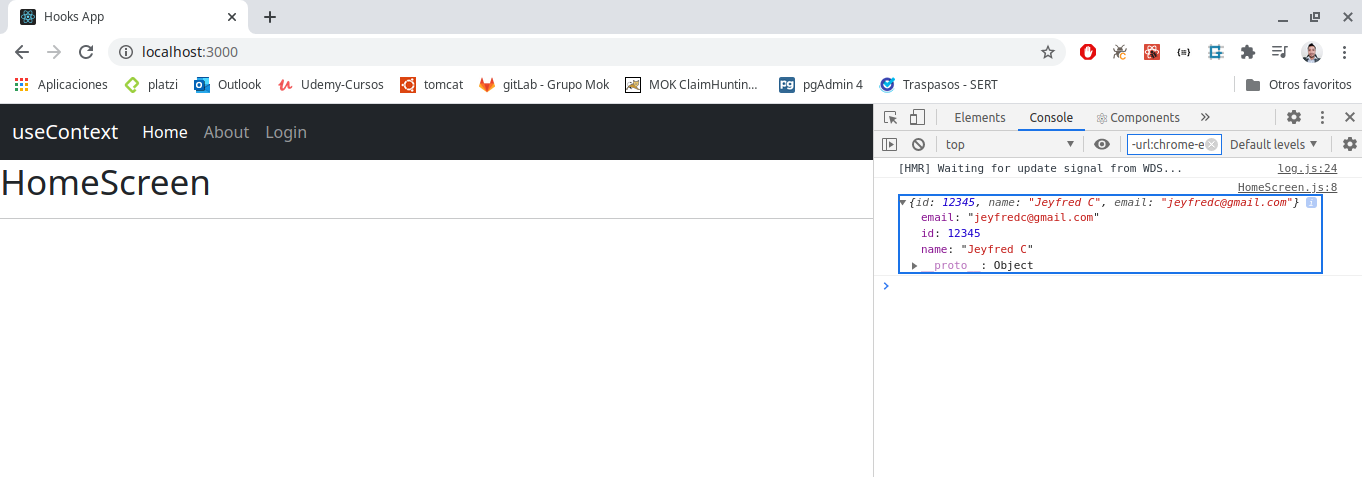 Hooks App
localhost:3000
Aplicaciones platzi Outlook Udemy-Cursos tomcat gitLab - Grupo Mok MOK ClaimHuntin... pgAdmin 4 Traspasos - SERT Otros favoritos
useContext Home About Login
HomeScreen
Elements Console Components
top -url:chrome-e Default levels
[HMR] Waiting for update signal from WDS... log.js:24
HomeScreen.js:8
{id: 12345, name: "Jeyfred C", email: "jeyfredc@gmail.com"}
email: "jeyfredc@gmail.com"
id: 12345
name: "Jeyfred C"
__proto__: Object